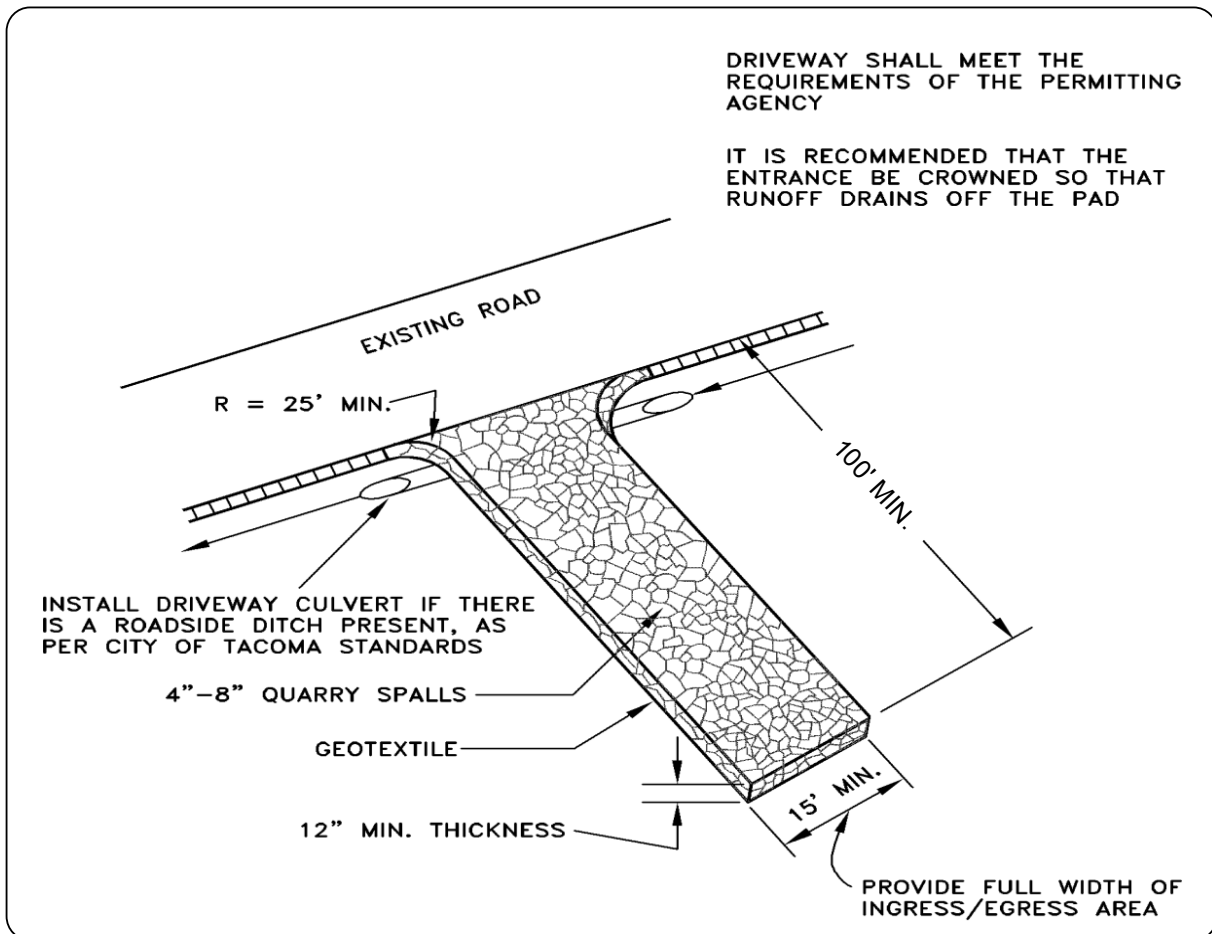 DRIVEWAY SHALL MEET THE
REQUIREMENTS OF THE PERMITTING
AGENCY
IT IS RECOMMENDED THAT THE
ENTRANCE BE CROWNED SO THAT
RUNOFF DRAINS OFF THE PAD
EXISTING ROAD
R = 25' MIN.
100' MIN.
INSTALL DRIVEWAY CULVERT IF THERE
IS A ROADSIDE DITCH PRESENT, AS
PER CITY OF TACOMA STANDARDS
4"-8" QUARRY SPALLS
GEOTEXTILE
12" MIN. THICKNESS
15' MIN.
PROVIDE FULL WIDTH OF
INGRESS/EGRESS AREA